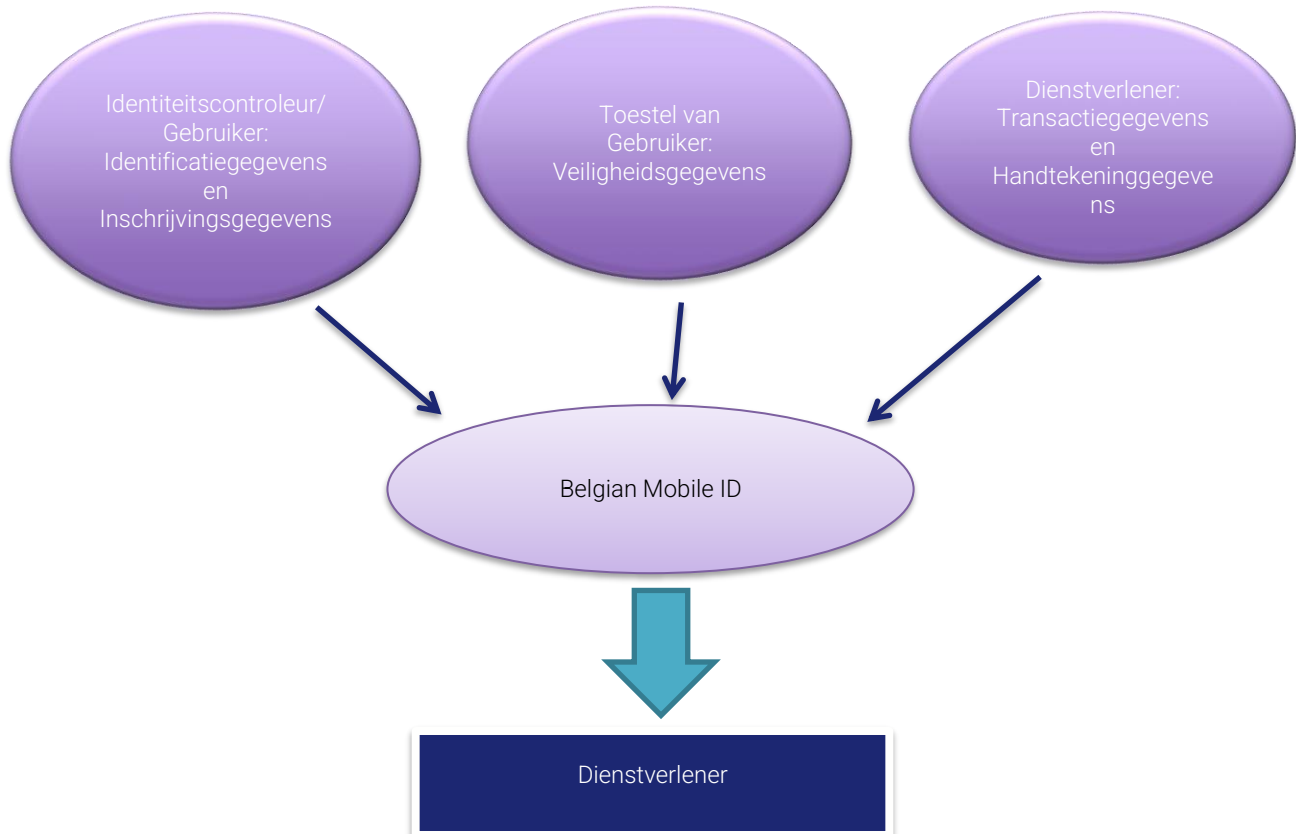 Identiteitscontroleur/
Gebruiker:
Identificatiegegevens
en
Inschrijvingsgegevens
Toestel van
Gebruiker:
Veiligheidsgegevens
Dienstverlener:
Transactiegegevens
en
Handtekeninggegeve
ns
Belgian Mobile ID
Dienstverlener